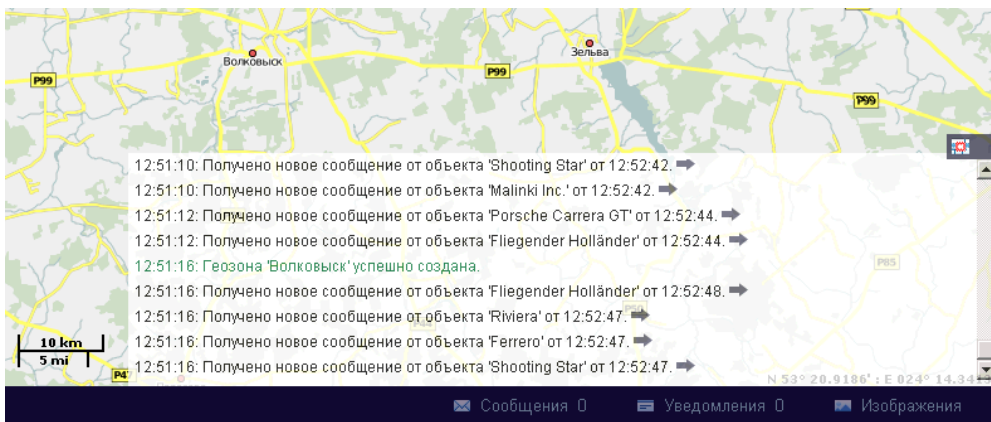 Волковыск
Зельва
P99
P99
P99
12:51:10: Получено новое сообщение от объекта 'Shooting Star' от 12:52:42.
12:51:10: Получено новое сообщение от объекта 'Malinki Inc.' от 12:52:42.
12:51:12: Получено новое сообщение от объекта 'Porsche Carrera GT' от 12:52:44.
12:51:12: Получено новое сообщение от объекта 'Fliegender Holländer' от 12:52:44.
12:51:16: Геозона 'Волковыск' успешно создана.
P85
12:51:16: Получено новое сообщение от объекта 'Fliegender Holländer' от 12:52:48.
12:51:16: Получено новое сообщение от объекта 'Riviera' от 12:52:47.
P44
12:51:16: Получено новое сообщение от объекта 'Ferrero' от 12:52:47.
10 km
5 mi
12:51:16: Получено новое сообщение от объекта 'Shooting Star' от 12:52:47.
N 53° 20.9186' : E 024° 14.341
Сообщения 0 Уведомления 0 Изображения